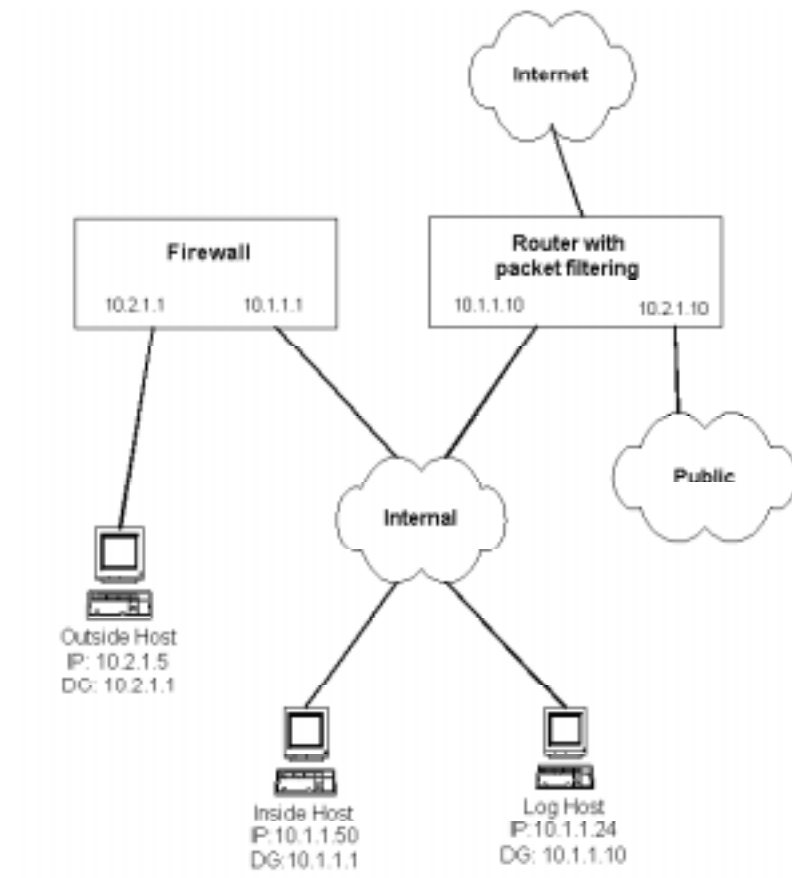 Internet
Firewall
10.2.1.1
10.1.1.1
Router with
packet filtering
10.1.1.10
10.2.1.10
Public
Internal
Outside Host
IP: 10.2.1.5
DG: 10.2.1.1
Inside Host
IP:10.1.1.50
DG:10.1.1.1
Log Host
IP:10.1.1.24
DG: 10.1.1.10